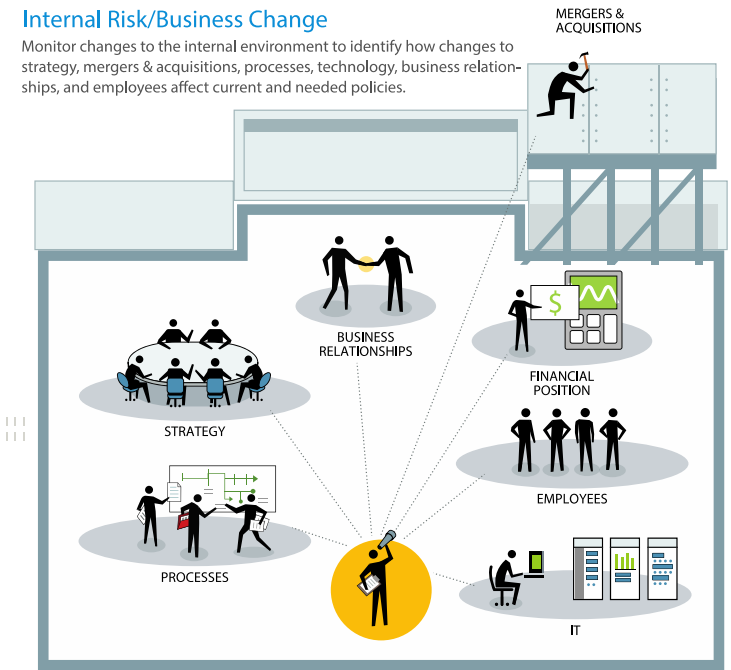 Internal Risk/Business Change
Monitor changes to the internal environment to identify how changes to
strategy, mergers & acquisitions, processes, technology, business relation-
ships, and employees affect current and needed policies.
MERGERS &
ACQUISITIONS
BUSINESS
RELATIONSHIPS
$
FINANCIAL
POSITION
STRATEGY
EMPLOYEES
PROCESSES
IT